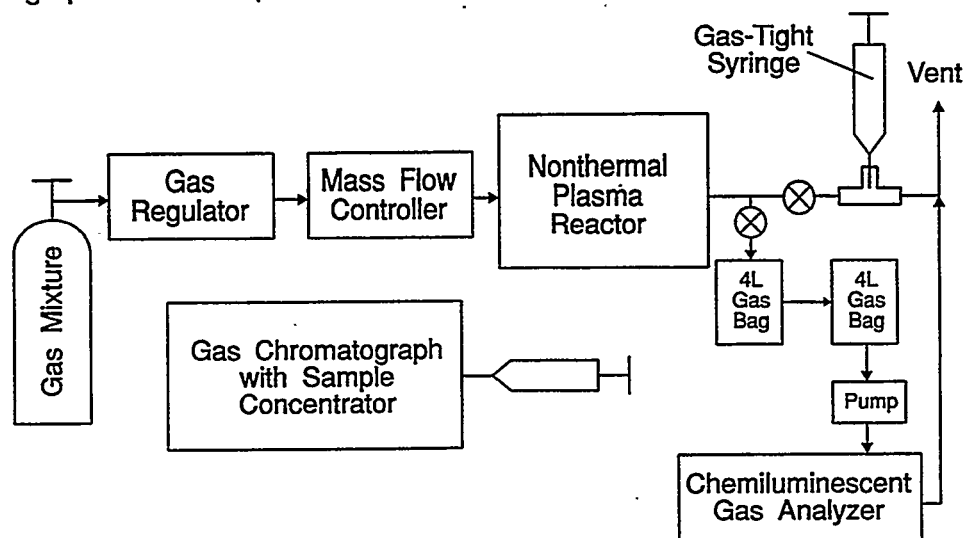 Gas-Tight
Syringe
Vent
Gas
Regulator
Mass Flow
Controller
Nonthermal
Plasma
Reactor
Gas Mixture
4L
Gas
Bag
4L
Gas
Bag
Gas Chromatograph
with Sample
Concentrator
Pump
Chemiluminescent
Gas Analyzer